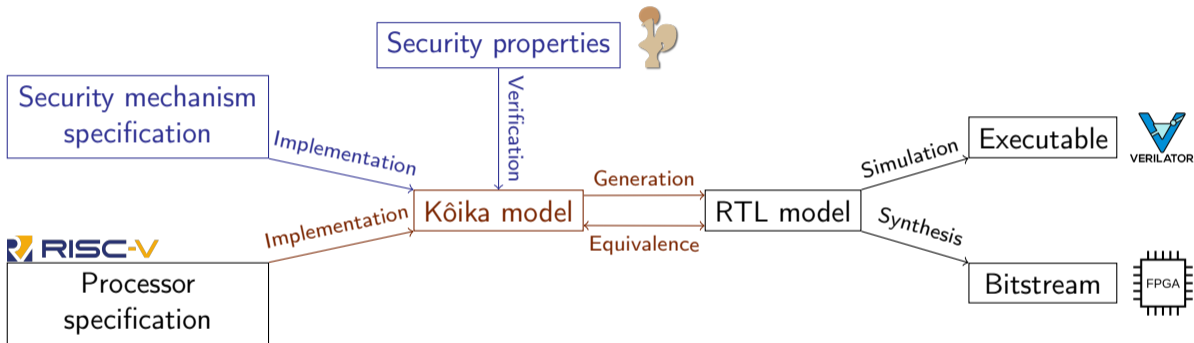 Security properties
Security mechanism
specification
Implementation
Verification
Executable
VERILATOR
Simulation
Generation
Kôika model
RTL model
Equivalence
Implementation
Synthesis
RISC-V
Processor
specification
Bitstream
FPGA